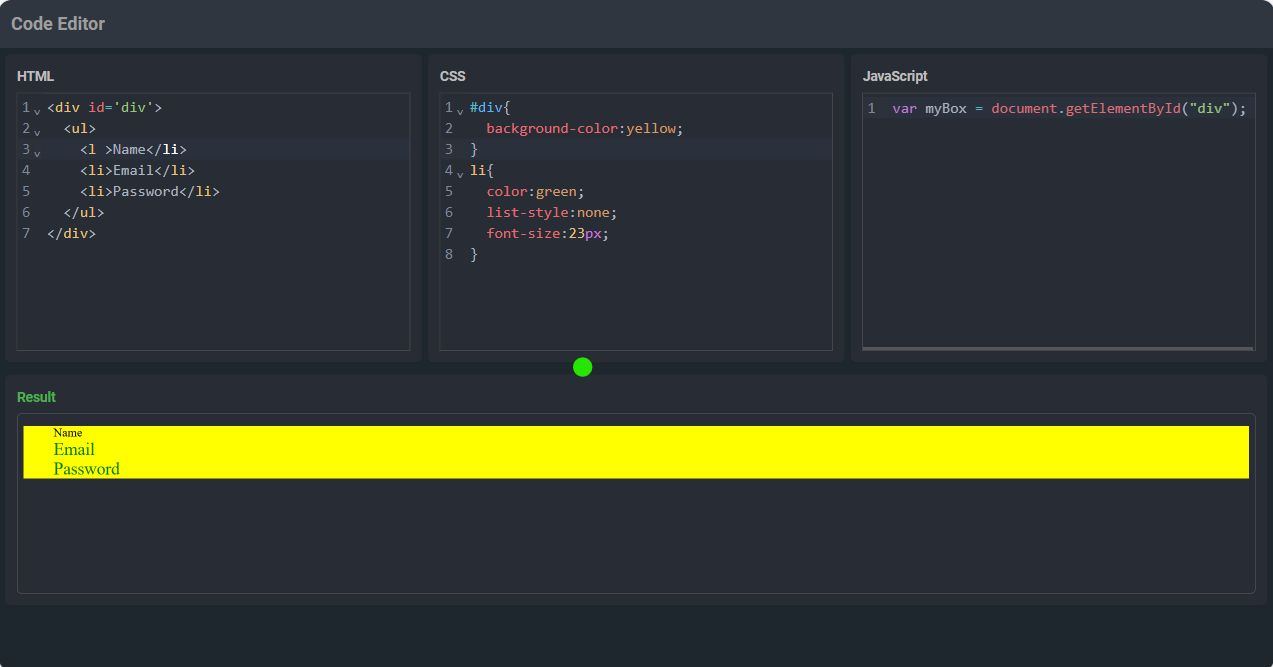 Code Editor
HTML
1 <div id='div'>
2   <ul>
3     <l >Name</li>
4     <li>Email</li>
5     <li>Password</li>
6   </ul>
7 </div>
CSS
1 #div{
2   background-color:yellow;
3 }
4 li{
5   color:green;
6   list-style:none;
7   font-size:23px;
8 }
JavaScript
1 var myBox = document.getElementById("div");
Result
Name
Email
Password